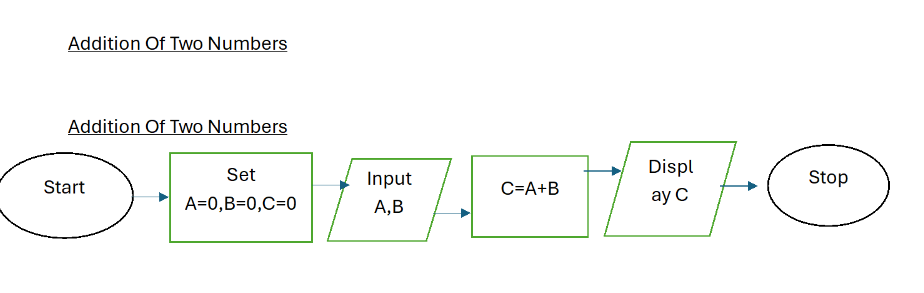 Addition Of Two Numbers
Addition Of Two Numbers
Start
Set
A=0,B=0,C=0
Input
A,B
C=A+B
Displ
ay C
Stop